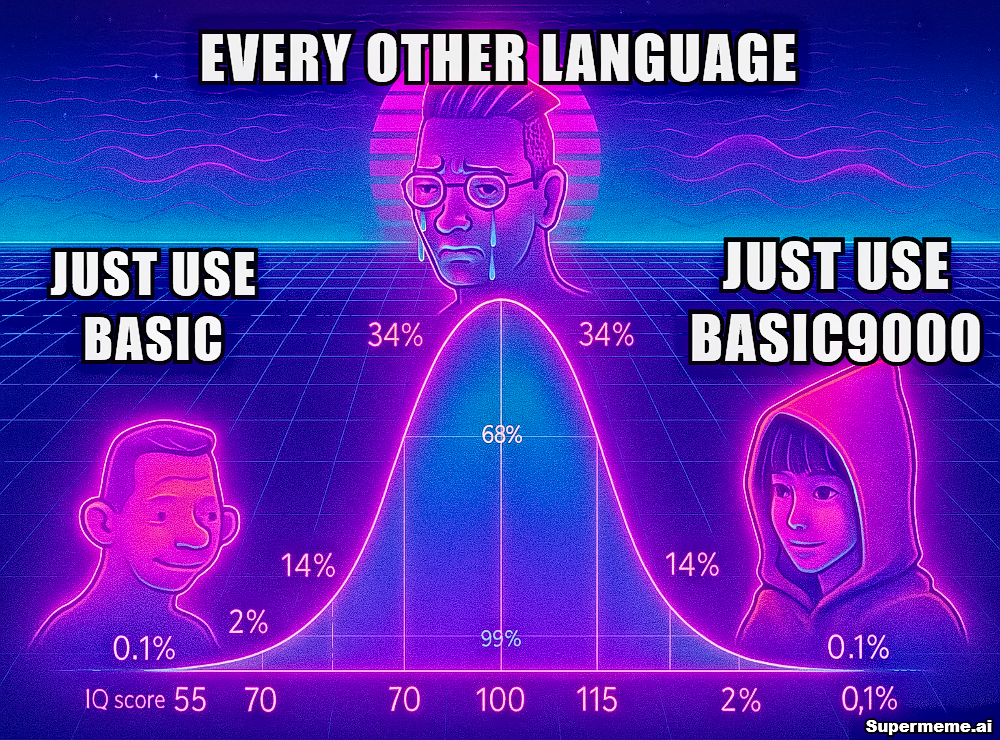 EVERY OTHER LANGUAGE
JUST USE
BASIC
JUST USE
BASIC9000
34%
34%
68%
14%
14%
2%
99%
0.1%
0.1%
IQ score 55 70 70 100 115 2% 0,1%
Supermeme.ai